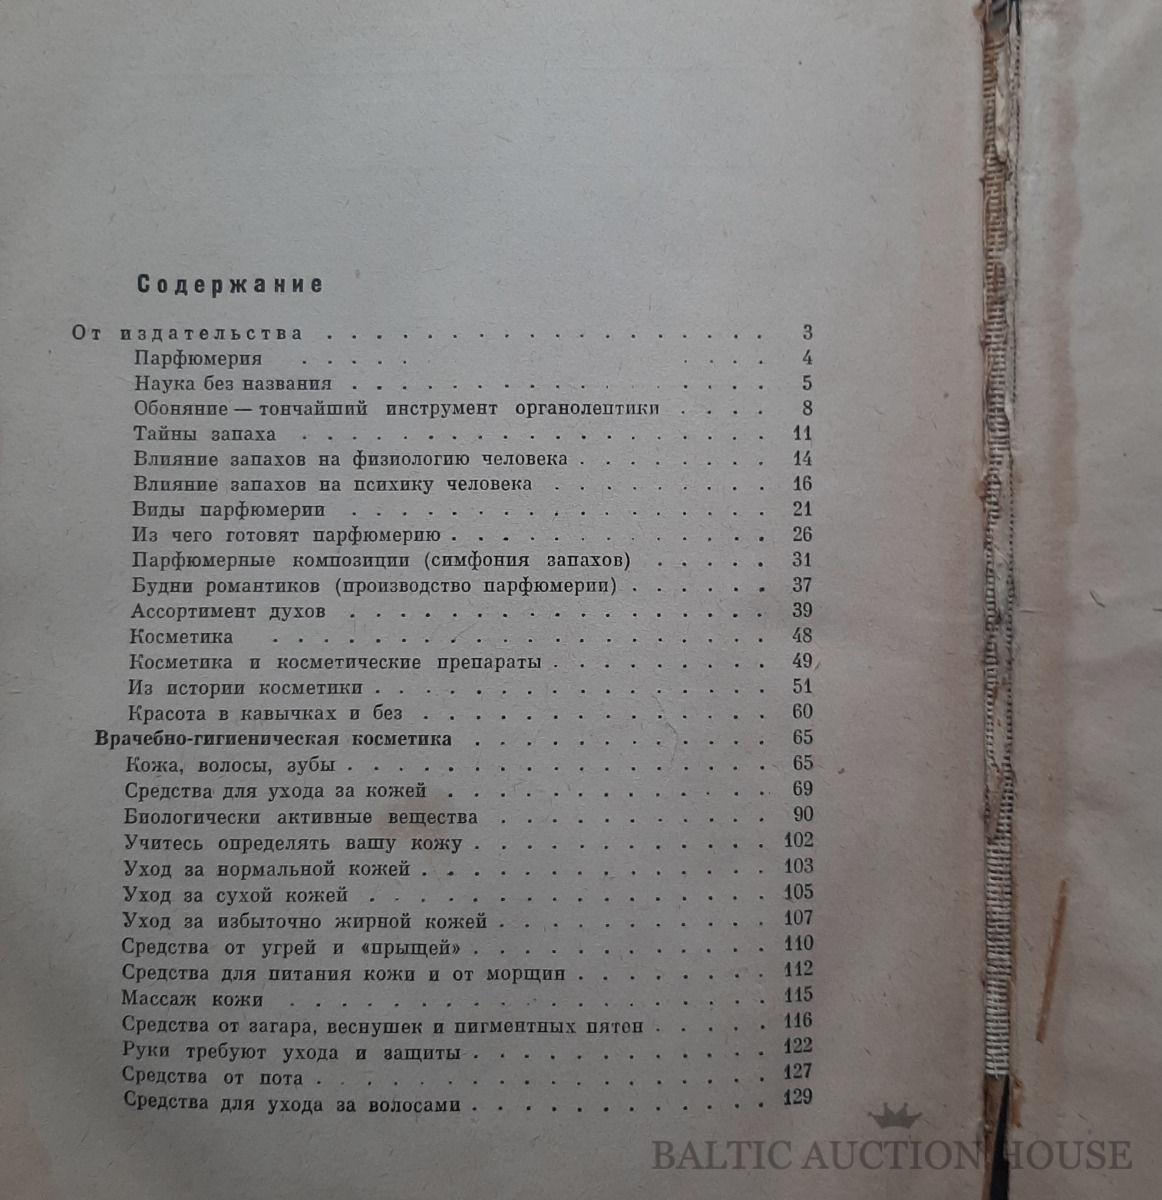 Содержание
От издательства . . . . . . . . . . . . . . . . . . 3
Парфюмерия . . . . . . . . . 4
Наука без названия . . . . . . . . . . . . . . . . . 5
Обоняние — тончайший инструмент органолептики . . . . 8
Тайны запаха . . . . . . . . . . . . . . . . . . . 11
Влияние запахов на физиологию человека . . . . . . . . 14
Влияние запахов на психику человека . . . . . . . . . 16
Виды парфюмерии . . . . . . . . . . . . . . . . . 21
Из чего готовят парфюмерию . . . . . . . . . . . . . 26
Парфюмерные композиции (симфония запахов) . . . . . 31
Будни романтиков (производство парфюмерии) . . . . . . 37
Ассортимент духов . . . . . . . . . . . . . . . . . 39
Косметика . . . . . . . . . . . . . . . . . . . . 48
Косметика и косметические препараты . . . . . . . . . 49
Из истории косметики . . . . . . . . . . . . . . . . 51
Красота в кавычках и без . . . . . . . . . . . . . . 60
Врачебно-гигиеническая косметика . . . . . . . . . . . . 65
Кожа, волосы, зубы . . . . . . . . . . . . . . . . . 65
Средства для ухода за кожей . . . . . . . . . . . . . 69
Биологически активные вещества . . . . . . . . . . . 90
Учитесь определять вашу кожу . . . . . . . . . . . . 102
Уход за нормальной кожей . . . . . . . . . . . . . . 103
Уход за сухой кожей . . . . . . . . . . . . . . . . 105
Уход за избыточно жирной кожей . . . . . . . . . . . 107
Средства от угрей и «прыщей» . . . . . . . . . . . . 110
Средства для питания кожи и от морщин . . . . . . . . 112
Массаж кожи . . . . . . . . . . . . . . . . . . . 115
Средства от загара, веснушек и пигментных пятен . . . . . 116
Руки требуют ухода и защиты . . . . . . . . . . . . 122
Средства от пота . . . . . . . . . . . . . . . . . . 127
Средства для ухода за волосами . . . . . . . . . . . . 129
BALTIC AUCTION HOUSE